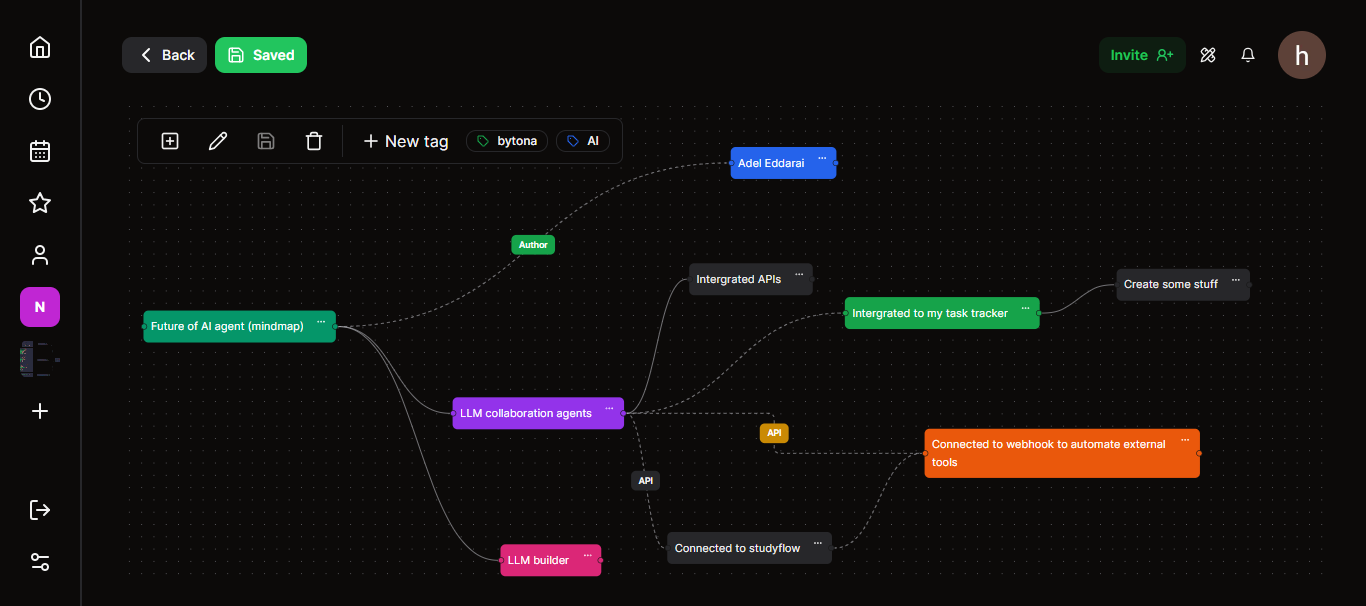 Back
Saved
Invite
h
New tag
bytona
AI
Adel Eddarai
Author
Intergrated APIs
Create some stuff
Intergrated to my task tracker
Future of AI agent (mindmap)
N
LLM collaboration agents
API
Connected to webhook to automate external
tools
API
Connected to studyflow
LLM builder